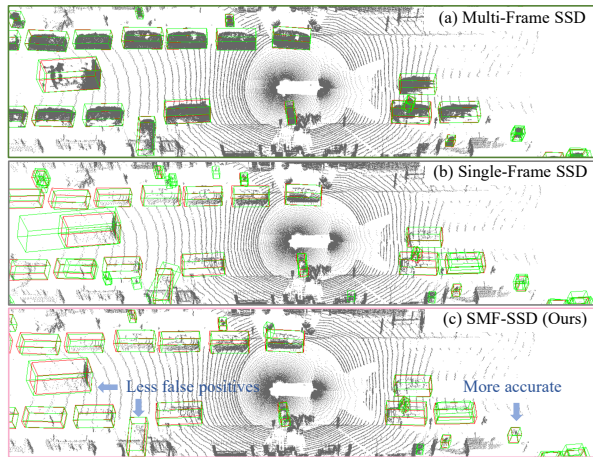 (a) Multi-Frame SSD
(b) Single-Frame SSD
(c) SMF-SSD (Ours)
Less false positives
More accurate